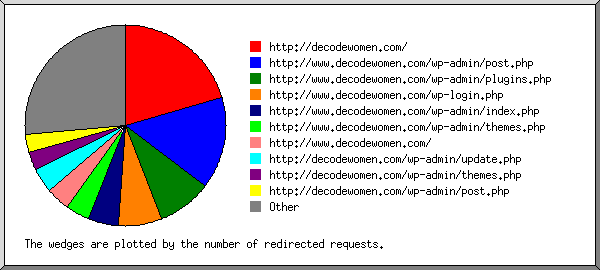 http://decodewomen.com/
http://www.decodewomen.com/wp-admin/post.php
http://www.decodewomen.com/wp-admin/plugins.php
http://www.decodewomen.com/wp-login.php
http://www.decodewomen.com/wp-admin/index.php
http://www.decodewomen.com/wp-admin/themes.php
http://www.decodewomen.com/
http://decodewomen.com/wp-admin/update.php
http://decodewomen.com/wp-admin/themes.php
http://decodewomen.com/wp-admin/post.php
Other
The wedges are plotted by the number of redirected requests.